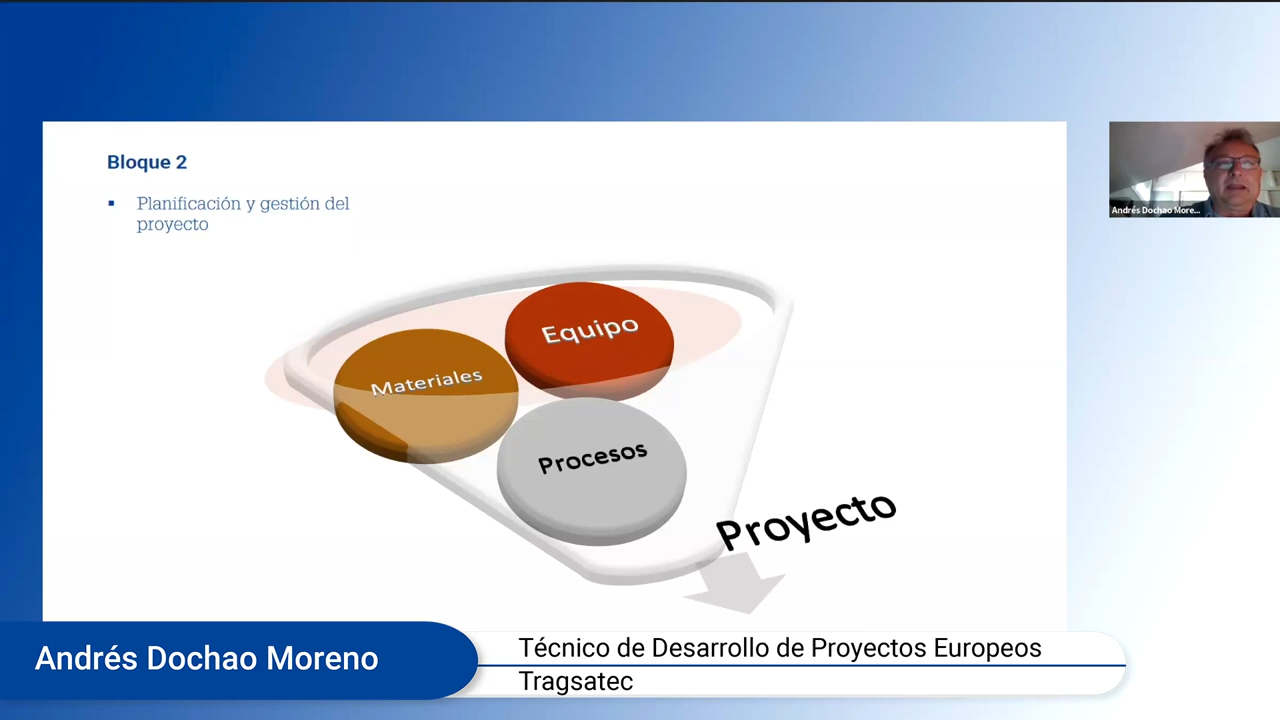 Bloque 2
▪ Planificación y gestión del
proyecto
Equipo
Materiales
Procesos
Proyecto
Andrés Dochao More...
Andrés Dochao Moreno
Técnico de Desarrollo de Proyectos Europeos
Tragsatec